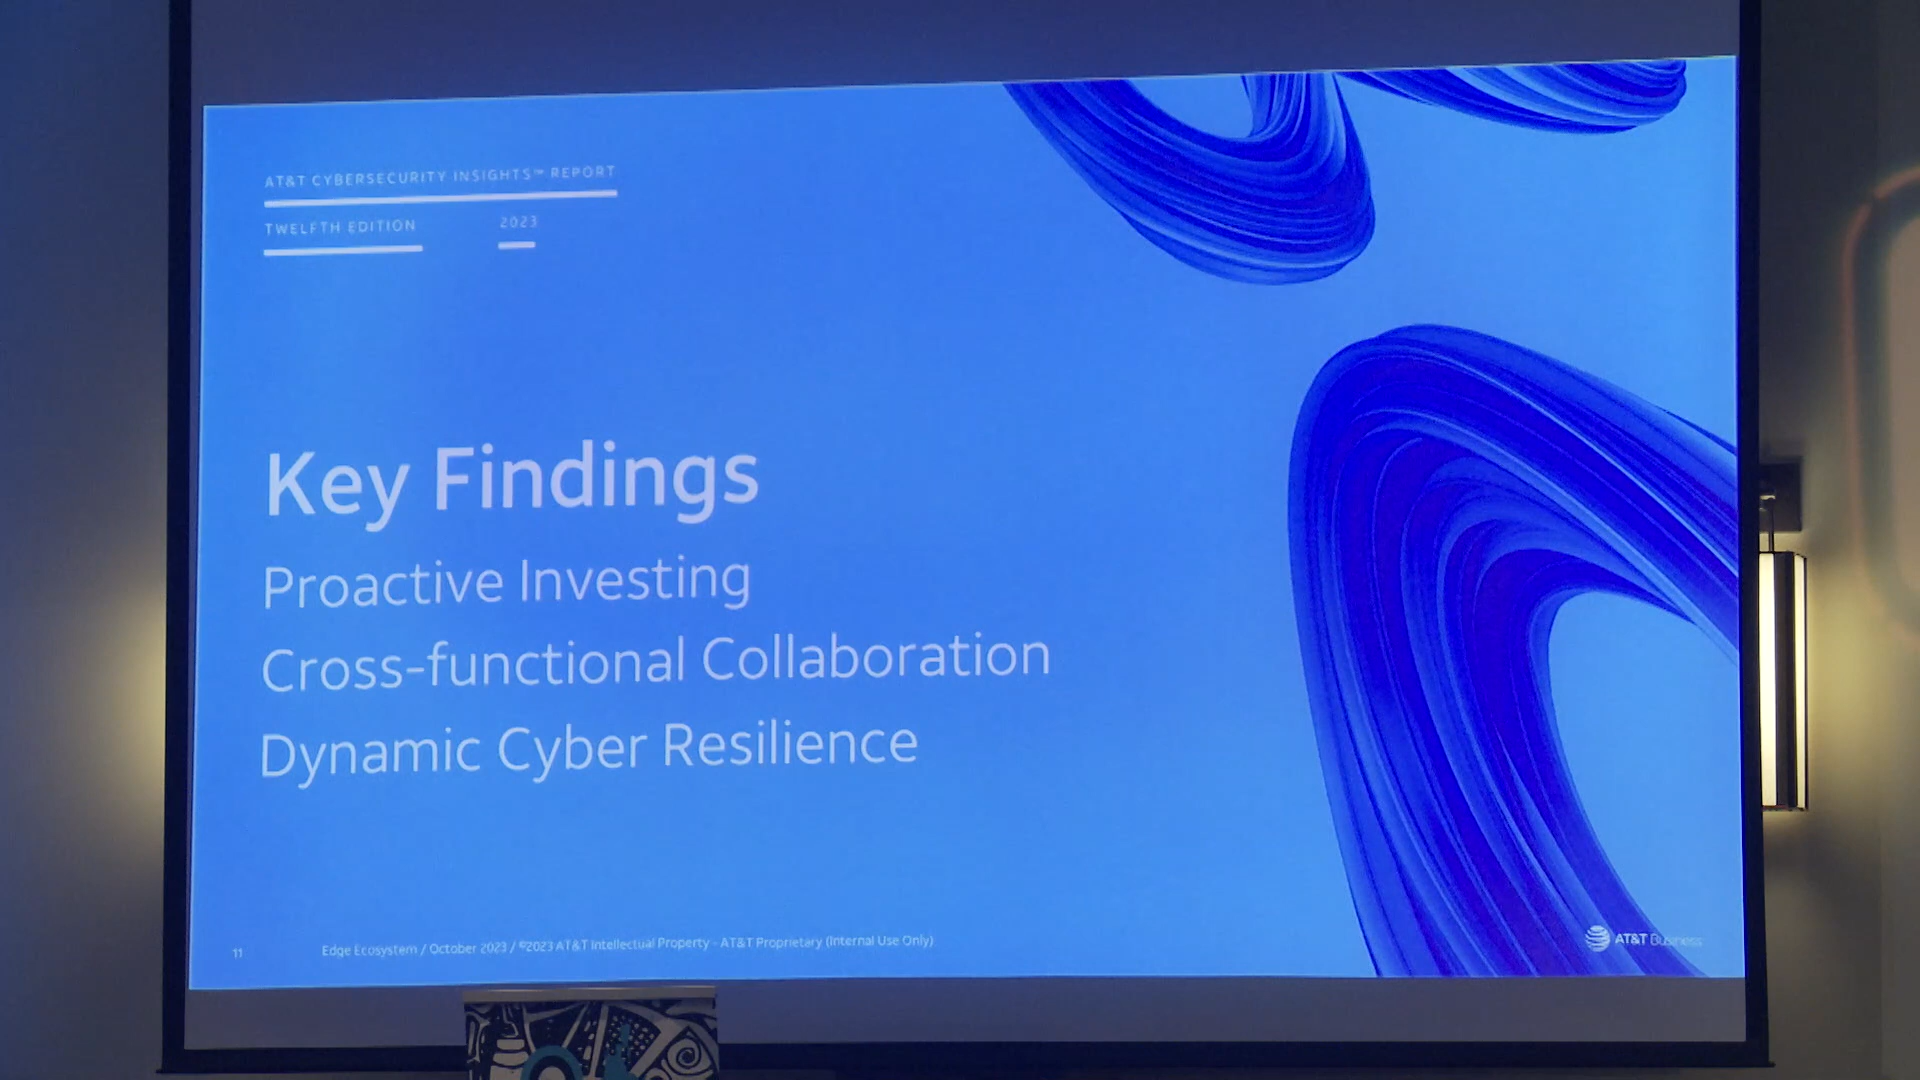 AT&T CYBERSECURITY INSIGHTS™ REPORT
TWELFTH EDITION 2023
Key Findings
Proactive Investing
Cross-functional Collaboration
Dynamic Cyber Resilience
11 Edge Ecosystem / October 2023 / ©2023 AT&T Intellectual Property - AT&T Proprietary (Internal Use Only)
AT&T Business